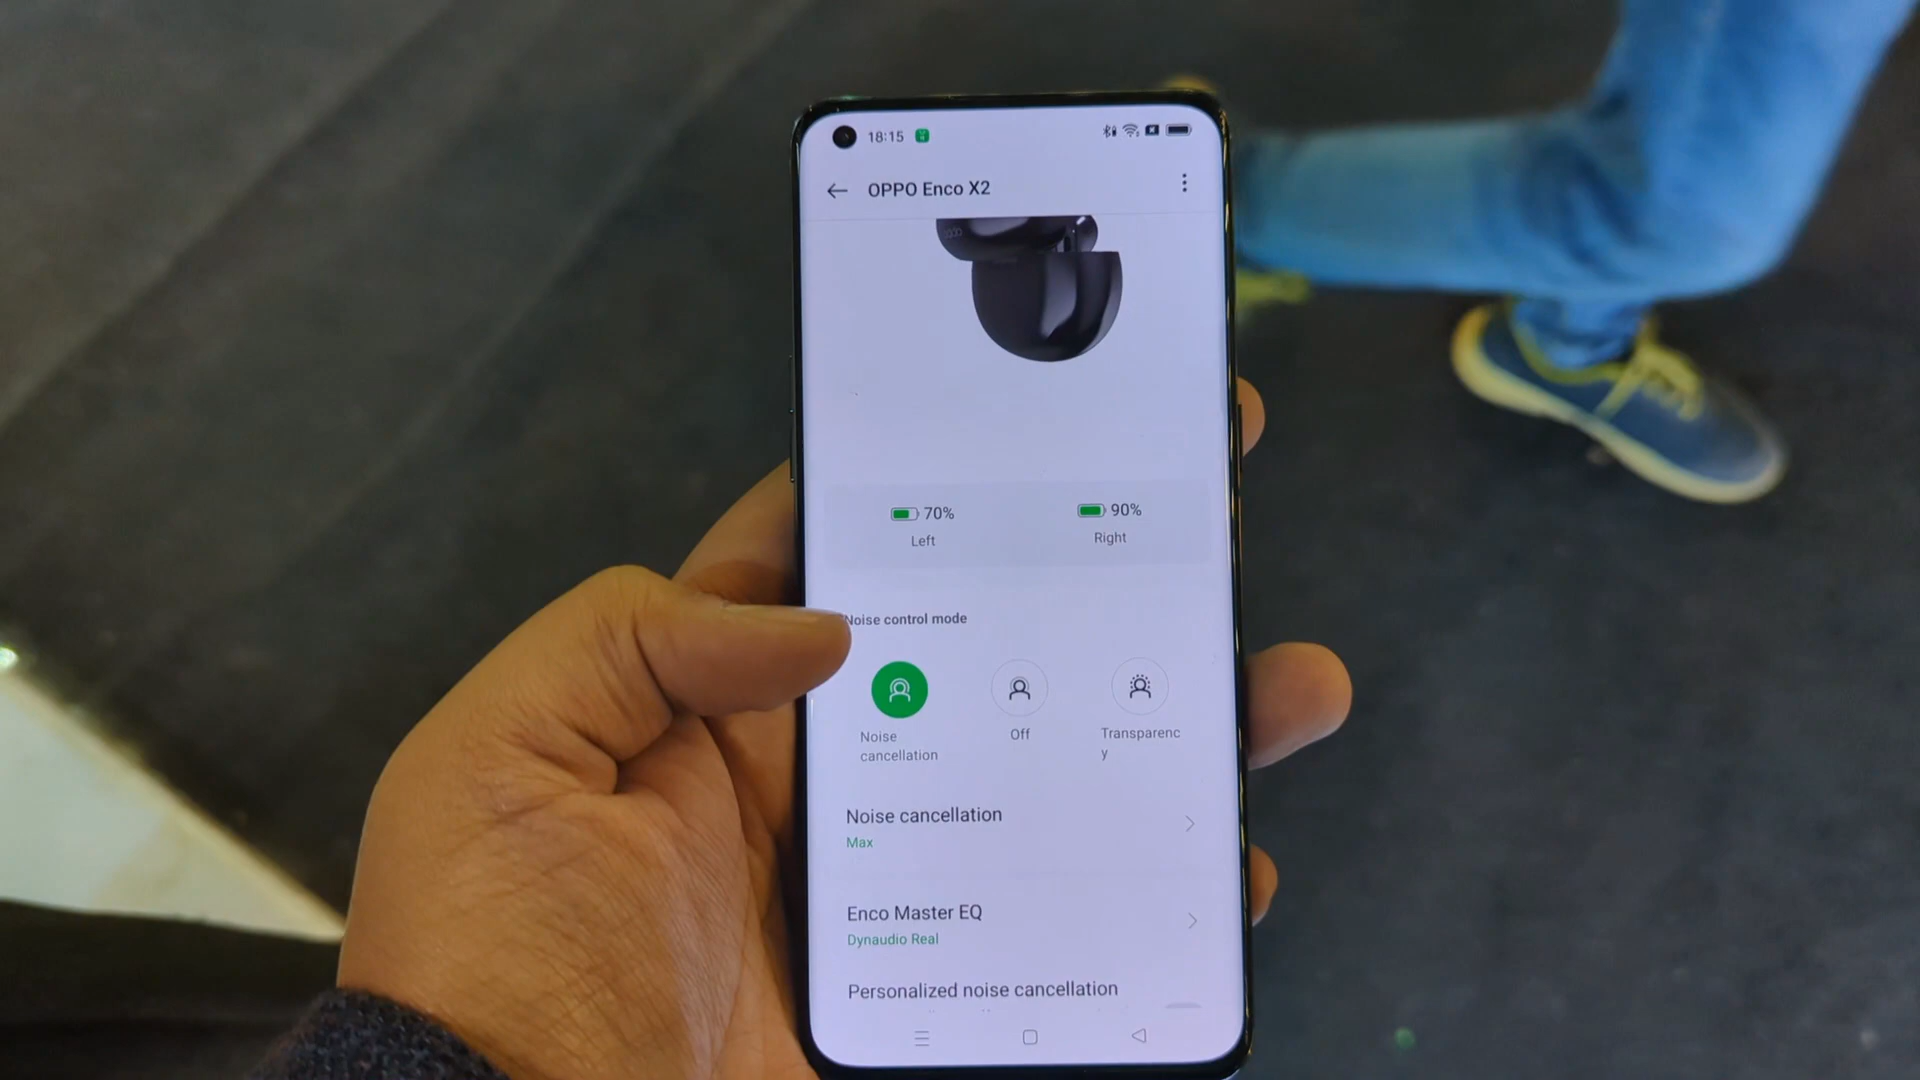 18:15
OPPO Enco X2
oppo
70%
90%
Left
Right
Noise control mode
Noise
cancellation
Off
Transparenc
y
Noise cancellation
Max
Enco Master EQ
Dynaudio Real
Personalized noise cancellation